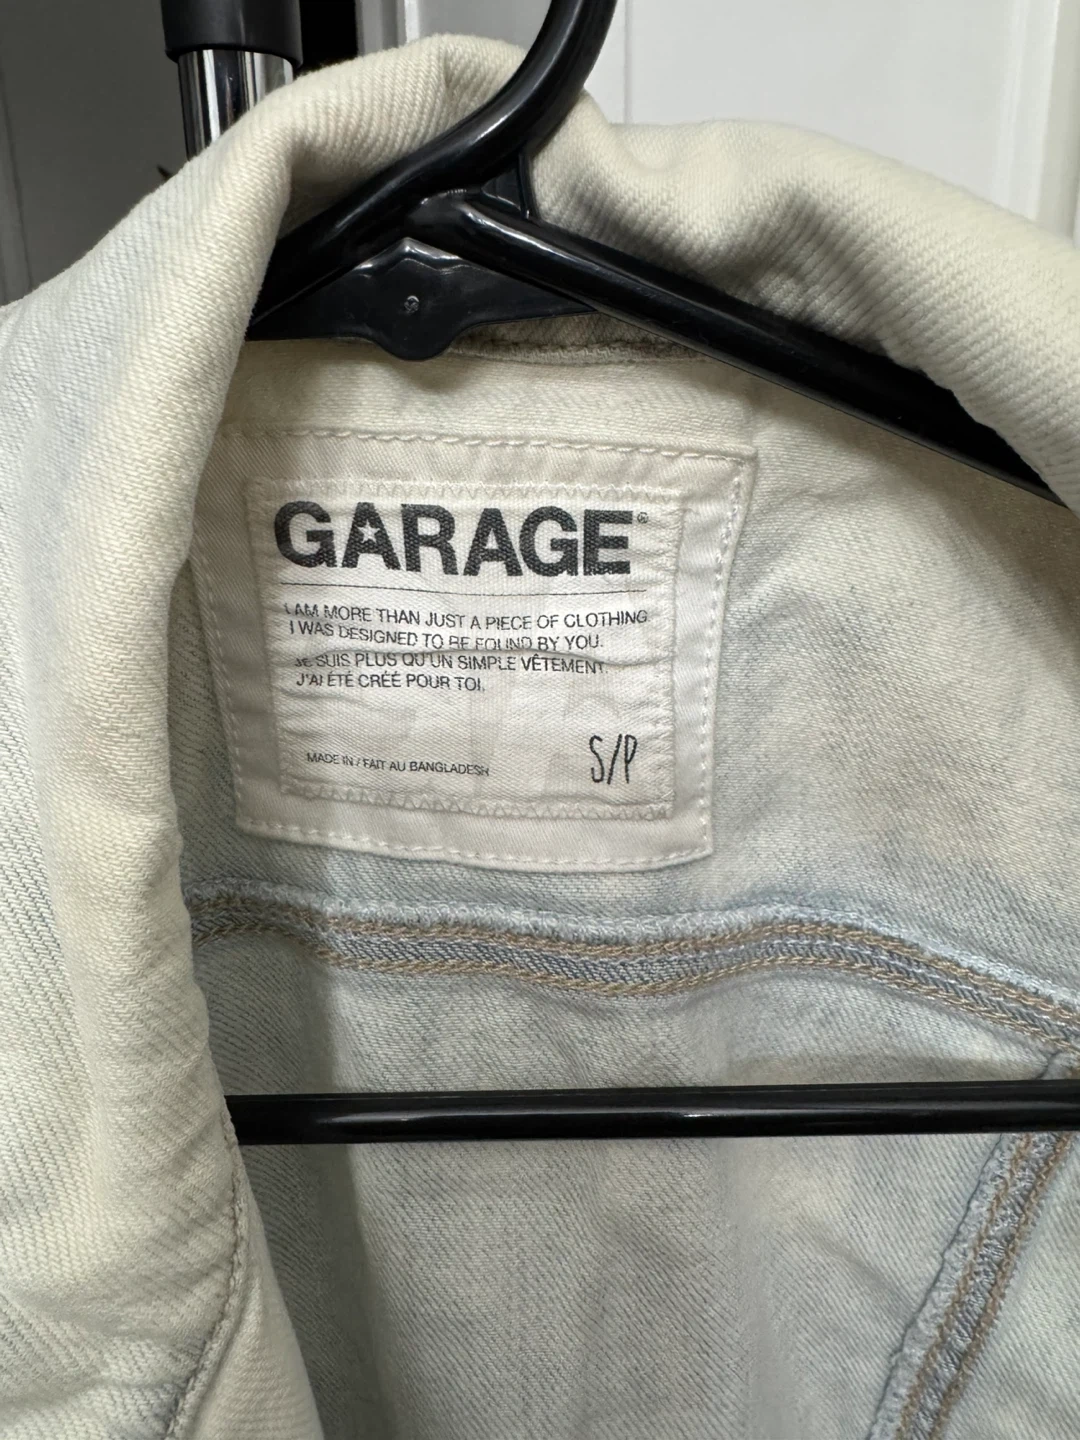 GARAGE®
I AM MORE THAN JUST A PIECE OF CLOTHING
I WAS DESIGNED TO BE FOUND BY YOU.
JE SUIS PLUS QU'UN SIMPLE VÊTEMENT.
J'AI ÉTÉ CRÉÉ POUR TOI.
S/P
MADE IN / FAIT AU BANGLADESH